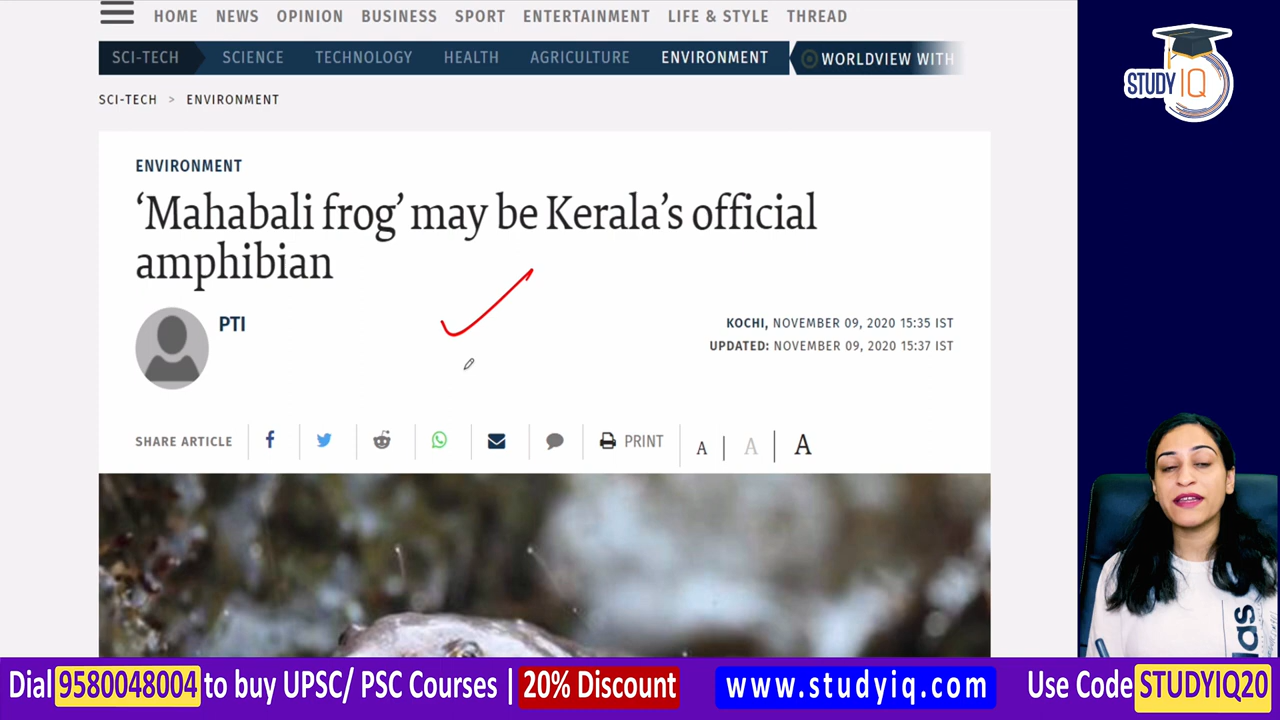 HOME NEWS OPINION BUSINESS SPORT ENTERTAINMENT LIFE & STYLE THREAD
SCI-TECH SCIENCE TECHNOLOGY HEALTH AGRICULTURE ENVIRONMENT WORLDVIEW WITH
STUDY IQ
SCI-TECH > ENVIRONMENT
ENVIRONMENT
‘Mahabali frog’ may be Kerala’s official
amphibian
PTI
KOCHI, NOVEMBER 09, 2020 15:35 IST
UPDATED: NOVEMBER 09, 2020 15:37 IST
SHARE ARTICLE f PRINT A | A | A
as
Dial 9580048004 to buy UPSC/ PSC Courses | 20% Discount www.studyiq.com Use Code STUDYIQ20